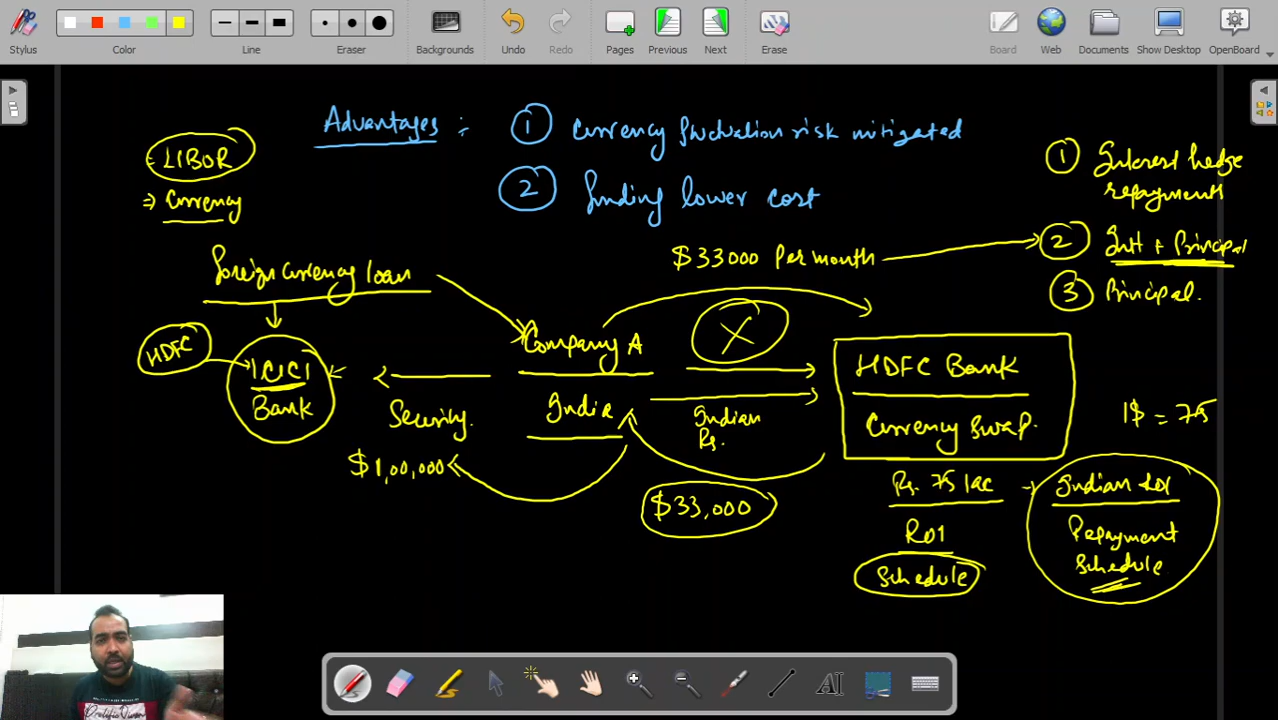 Stylus
Color
Line
Eraser
Backgrounds
Undo
Redo
Pages
Previous
Next
Erase
Board
Web
Documents
Show Desktop
OpenBoard
Advantages :
1 Currency fluctuation risk mitigated
2 funding lower cost
LIBOR
⇒ Currency
1 Interest hedge
repayments
2 Intt + Principal
3 Principal.
$33000 Per month
foreign currency loan
HDFC
ICICI
Bank
Company A
India
Security.
$1,00,000
X
Indian
Rs.
$33,000
HDFC Bank
Currency Swap.
1$ = 75
Rs. 75 lac
ROI
Schedule
Indian
Repayment
Schedule